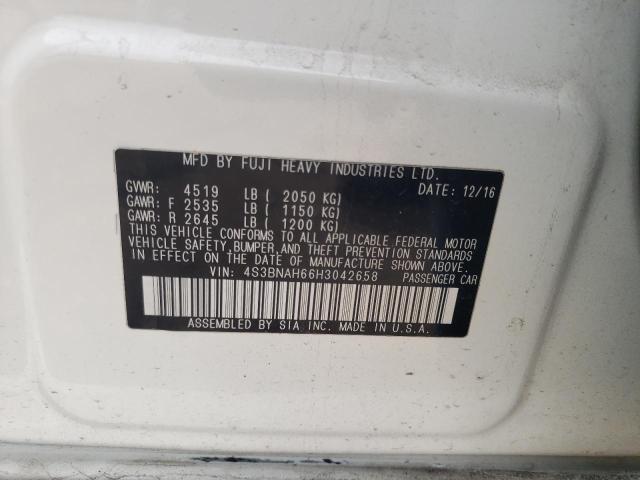 MFD BY FUJI HEAVY INDUSTRIES LTD.
GVWR: 4519 LB ( 2050 KG) DATE: 12/16
GAWR: F 2535 LB ( 1150 KG)
GAWR: R 2645 LB ( 1200 KG)
THIS VEHICLE CONFORMS TO ALL APPLICABLE FEDERAL MOTOR
VEHICLE SAFETY, BUMPER, AND THEFT PREVENTION STANDARDS
IN EFFECT ON THE DATE OF MANUFACTURE SHOWN ABOVE.
VIN: 4S3BNAH66H3042658 PASSENGER CAR
ASSEMBLED BY SIA INC. MADE IN U.S.A.